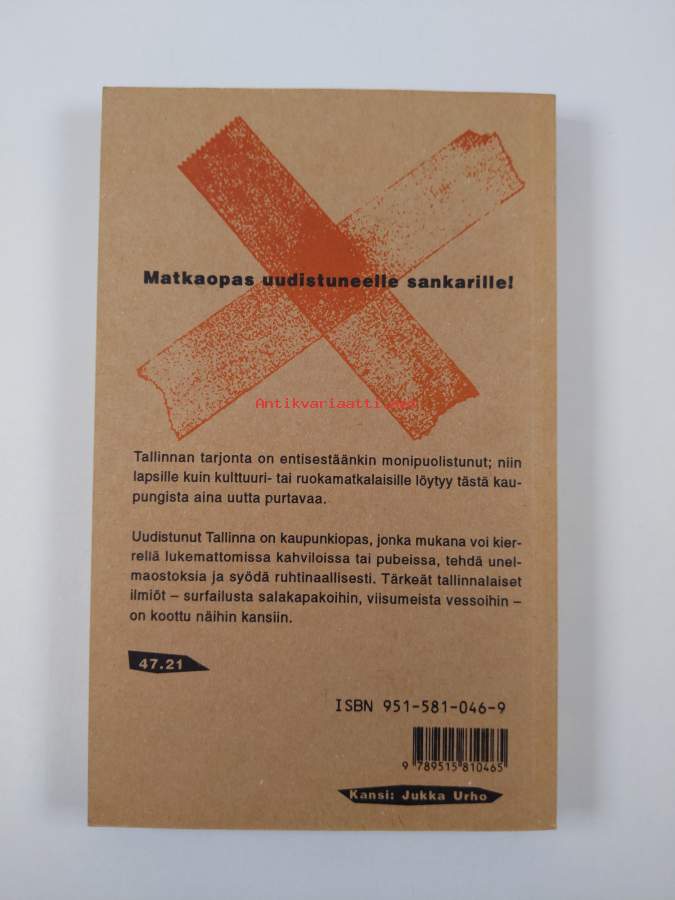 Matkaopas uudistuneelle sankarille!
Antikvariaatti.net
Tallinnan tarjonta on entisestäänkin monipuolistunut; niin
lapsille kuin kulttuuri- tai ruokamatkalaisille löytyy tästä kau-
pungista aina uutta purtavaa.
Uudistunut Tallinna on kaupunkiopas, jonka mukana voi kier-
rellä lukemattomissa kahviloissa tai pubeissa, tehdä unel-
maostoksia ja syödä ruhtinaallisesti. Tärkeät tallinnalaiset
ilmiöt – surfailusta salakapakoihin, viisumeista vessoihin –
on koottu näihin kansiin.
47.21
ISBN 951-581-046-9
9 789515 810465
Kansi: Jukka Urho